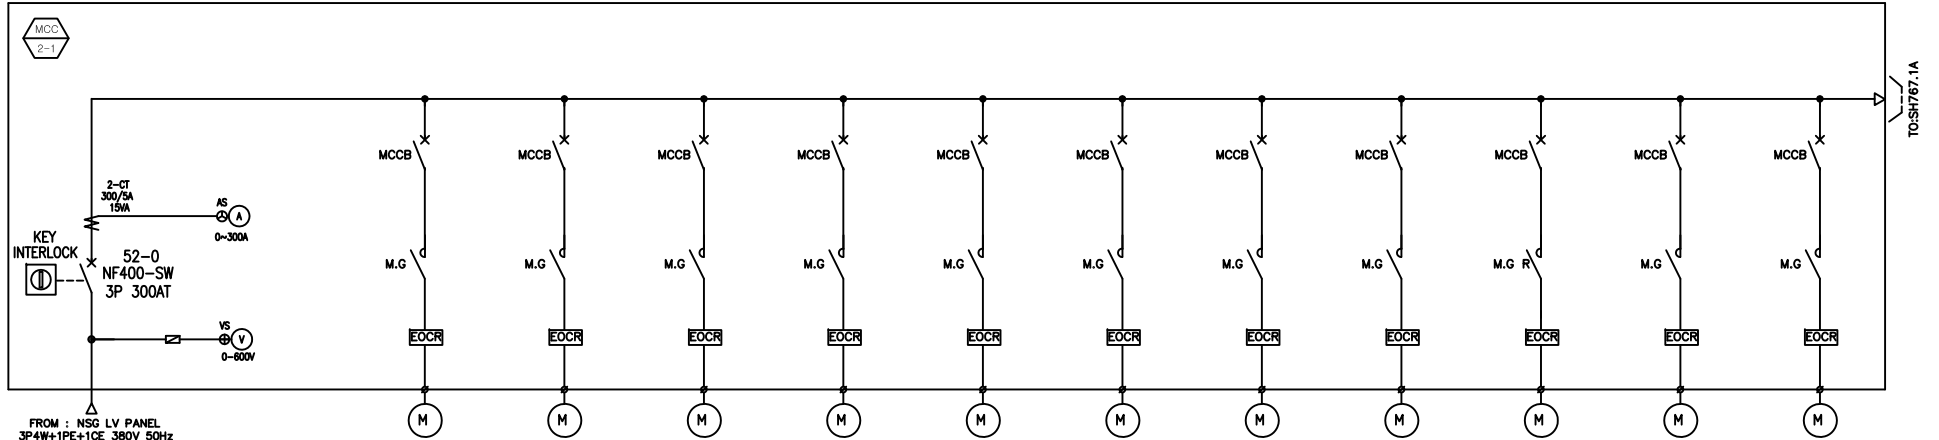 MCC
2-1
TO:SH767.1A
MCCB MCCB MCCB MCCB MCCB MCCB MCCB MCCB MCCB MCCB MCCB
2-CT
300/5A
15VA
AS
A
0~300A
KEY
INTERLOCK
52-0
NF400-SW
3P 300AT
M.G M.G M.G M.G M.G M.G M.G M.G M.G R M.G M.G
VS
V
0-600V
EOCR EOCR EOCR EOCR EOCR EOCR EOCR EOCR EOCR EOCR EOCR
M M M M M M M M M M M
FROM : NSG LV PANEL
3P4W+1PE+1CE 380V 50Hz